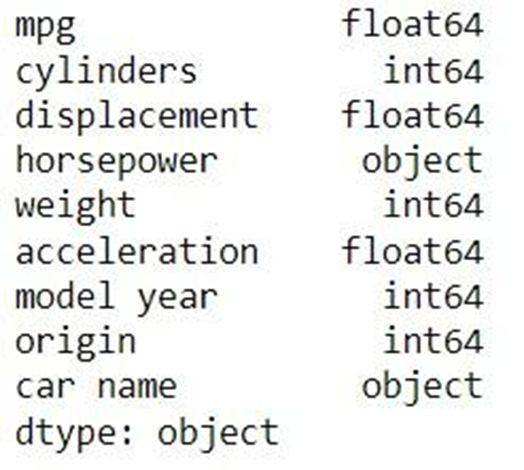 mpg float64
cylinders int64
displacement float64
horsepower object
weight int64
acceleration float64
model year int64
origin int64
car name object
dtype: object